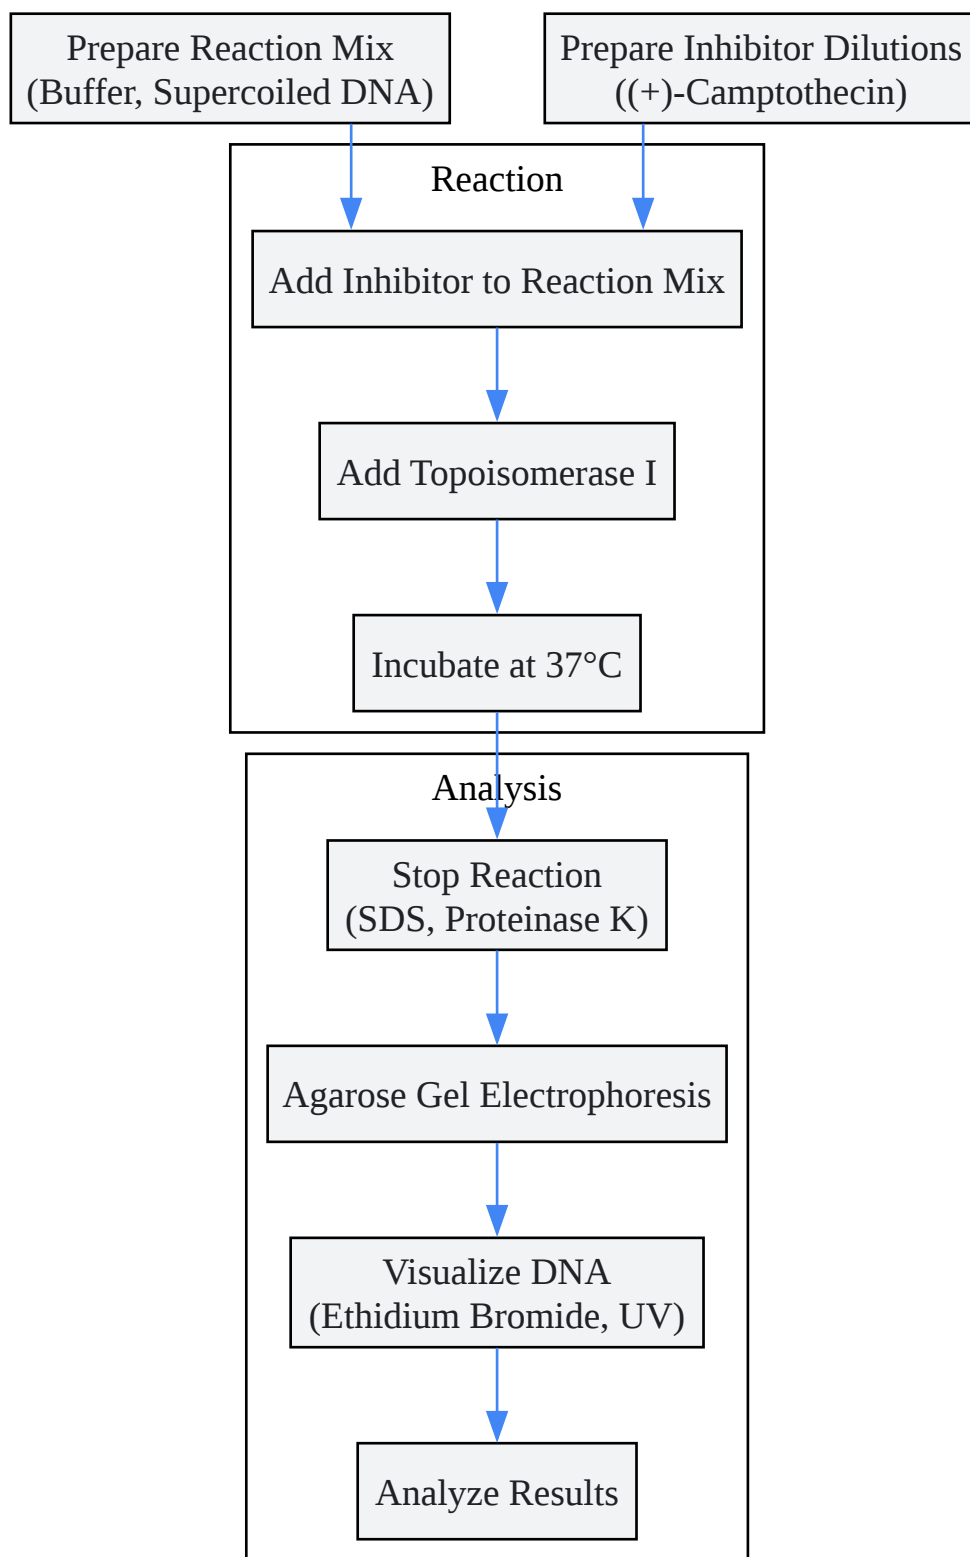 Prepare Reaction Mix
(Buffer, Supercoiled DNA)
Prepare Inhibitor Dilutions
((+)-Camptothecin)
Reaction
Add Inhibitor to Reaction Mix
Add Topoisomerase I
Incubate at 37°C
Analysis
Stop Reaction
(SDS, Proteinase K)
Agarose Gel Electrophoresis
Visualize DNA
(Ethidium Bromide, UV)
Analyze Results